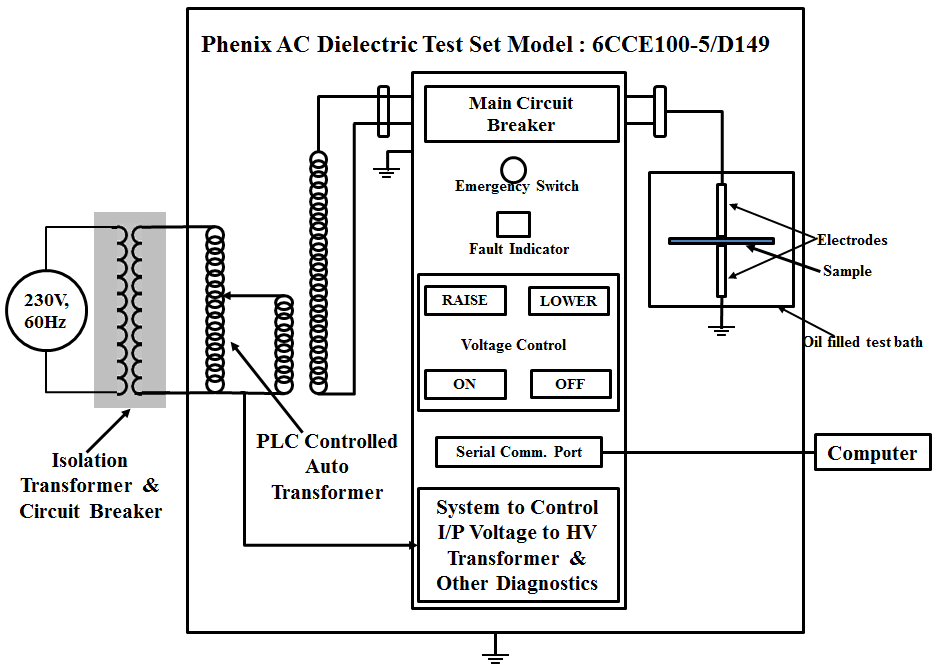 Phenix AC Dielectric Test Set Model : 6CCE100-5/D149
Main Circuit
Breaker
Emergency Switch
Fault Indicator
RAISE
LOWER
Voltage Control
ON
OFF
Serial Comm. Port
System to Control
I/P Voltage to HV
Transformer &
Other Diagnostics
230V,
60Hz
Isolation
Transformer &
Circuit Breaker
PLC Controlled
Auto
Transformer
Electrodes
Sample
Oil filled test bath
Computer